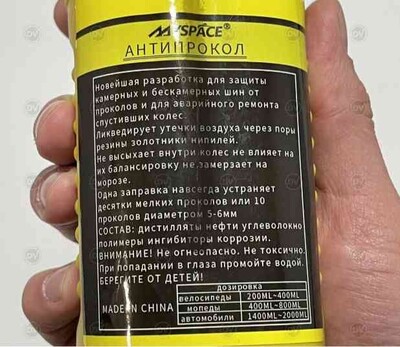 MYSPACE®
АНТИПРОКОЛ
Новейшая разработка для защиты
камерных и бескамерных шин от
проколов и для аварийного ремонта
спустивших колес.
Ликведирует утечки воздуха через поры
резины золотники нипилей.
Не высыхает внутри колес не влияет на
их балансировку не замерзает на
морозе.
Одна заправка навсегда устраняет
десятки мелких проколов или 10
проколов диаметром 5-6мм
СОСТАВ: дистилляты нефти углеволокно
полимеры ингибиторы коррозии.
ВНИМАНИЕ! Не огнеопасно. Не токсично.
При попадании в глаза промойте водой.
БЕРЕГИТЕ ОТ ДЕТЕЙ!
MADE IN CHINA
дозировка
велосипеды 200ML~400ML
мопеды 400ML~800ML
автомобили 1400ML~2000ML